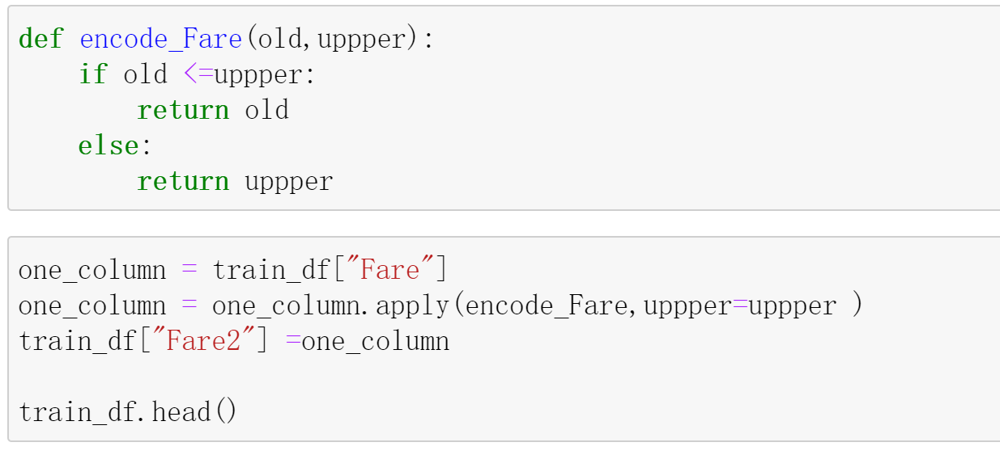 def encode_Fare(old,uppper):
    if old <=uppper:
        return old
    else:
        return uppper
one_column = train_df["Fare"]
one_column = one_column.apply(encode_Fare,uppper=uppper )
train_df["Fare2"] =one_column
train_df.head()